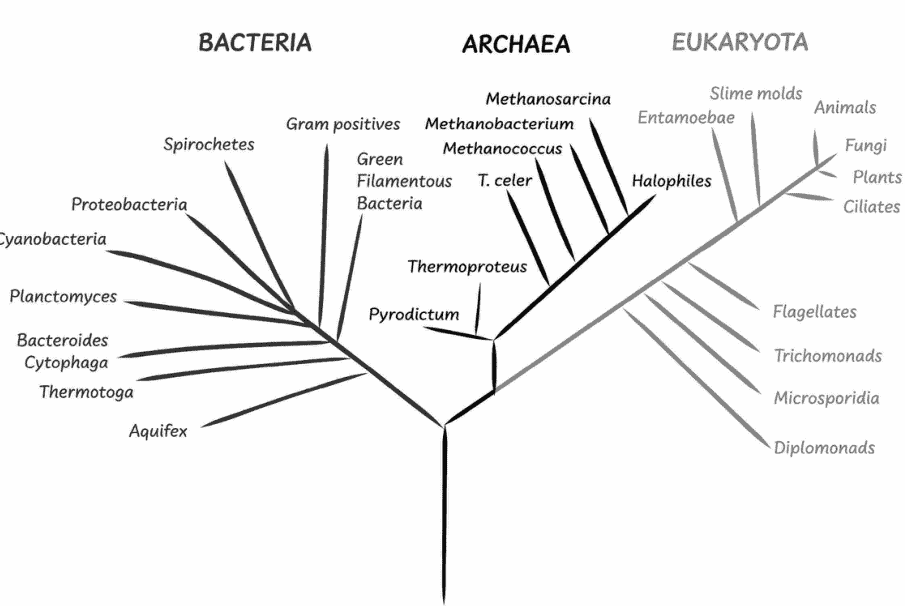 BACTERIA
ARCHAEA
EUKARYOTA
Spirochetes
Gram positives
Green
Filamentous
Bacteria
Proteobacteria
Cyanobacteria
Planctomyces
Bacteroides
Cytophaga
Thermotoga
Aquifex
Methanosarcina
Methanobacterium
Methanococcus
T. celer
Halophiles
Thermoproteus
Pyrodictum
Entamoebae
Slime molds
Animals
Fungi
Plants
Ciliates
Flagellates
Trichomonads
Microsporidia
Diplomonads